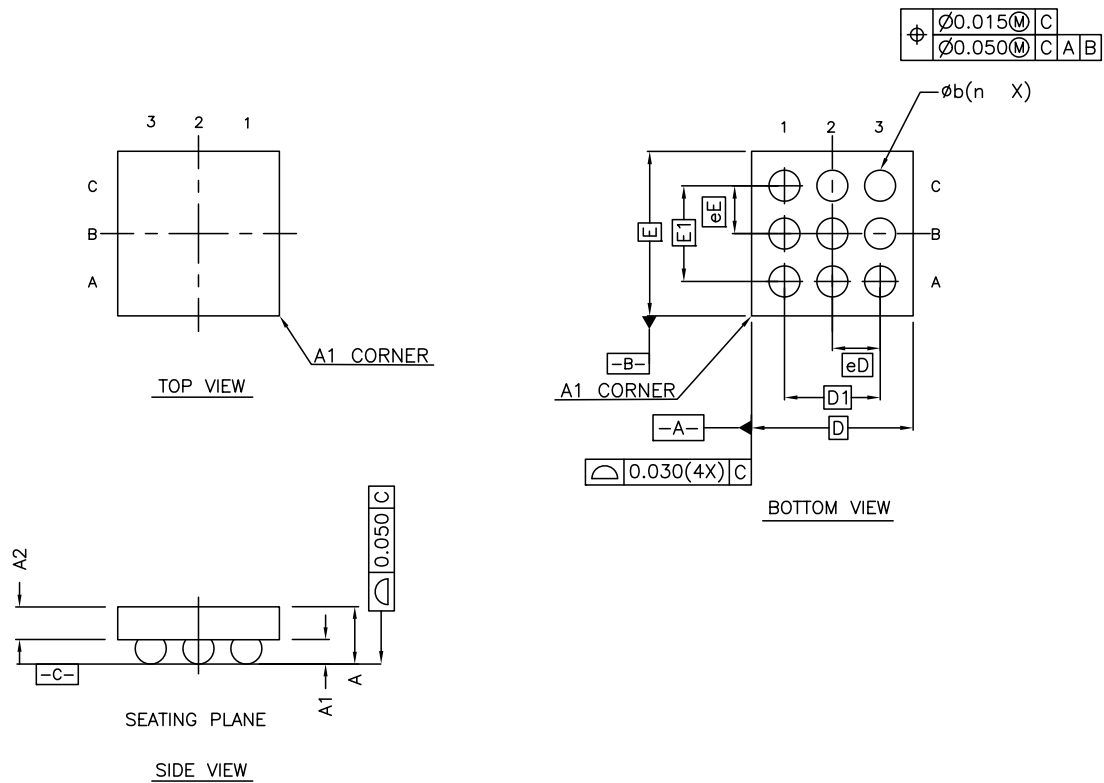 3 2 1
C
B
A
A1 CORNER
TOP VIEW
⌖ Ø0.015Ⓜ C
Ø0.050Ⓜ C A B
øb(n X)
1 2 3
C
B
A
E
E1
eE
-B-
A1 CORNER
eD
D1
-A-
D
⌓ 0.030(4X) C
BOTTOM VIEW
A2
⌓ 0.050 C
-C-
A1
A
SEATING PLANE
SIDE VIEW